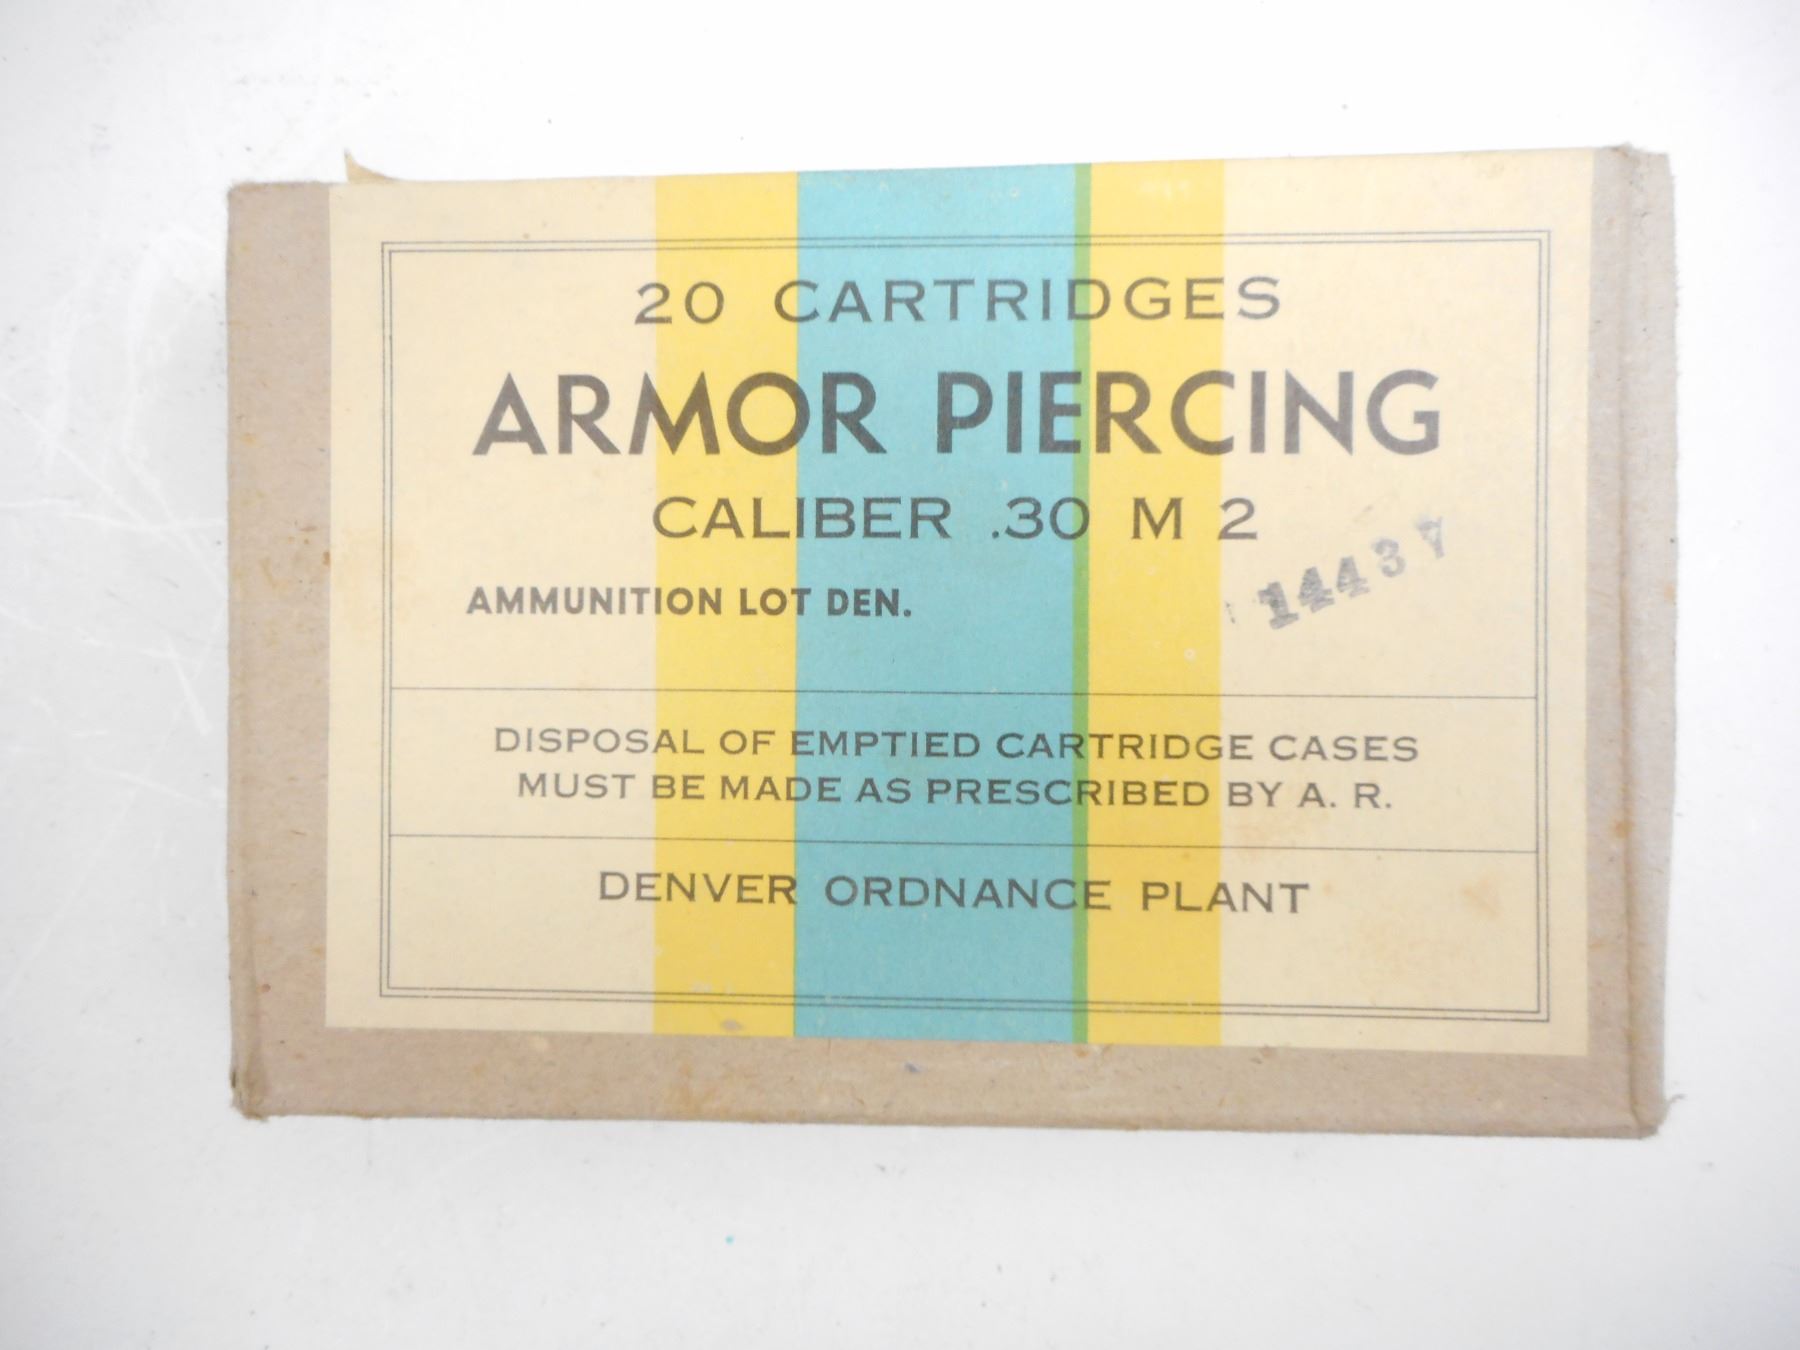 20 CARTRIDGES
ARMOR PIERCING
CALIBER .30 M 2
AMMUNITION LOT DEN. 14437
DISPOSAL OF EMPTIED CARTRIDGE CASES
MUST BE MADE AS PRESCRIBED BY A. R.
DENVER ORDNANCE PLANT